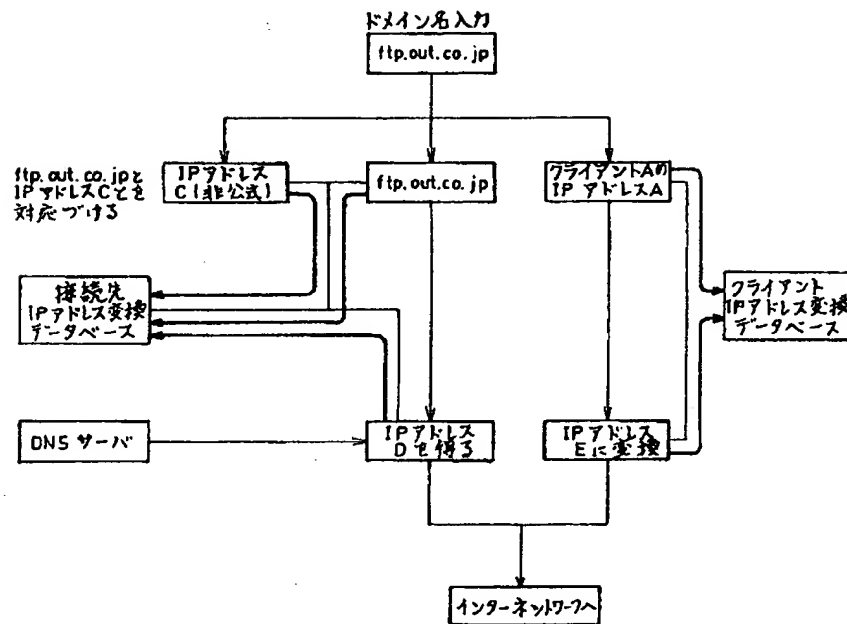 ドメイン名入力
ftp.out.co.jp
ftp.out.co.jpと
IPアドレスCとを
対応づける
IPアドレス
C(非公式)
ftp.out.co.jp
クライアントAの
IPアドレスA
接続先
IPアドレス変換
データベース
クライアント
IPアドレス変換
データベース
DNSサーバ
IPアドレス
Dを得る
IPアドレス
Eに変換
インターネットワークへ